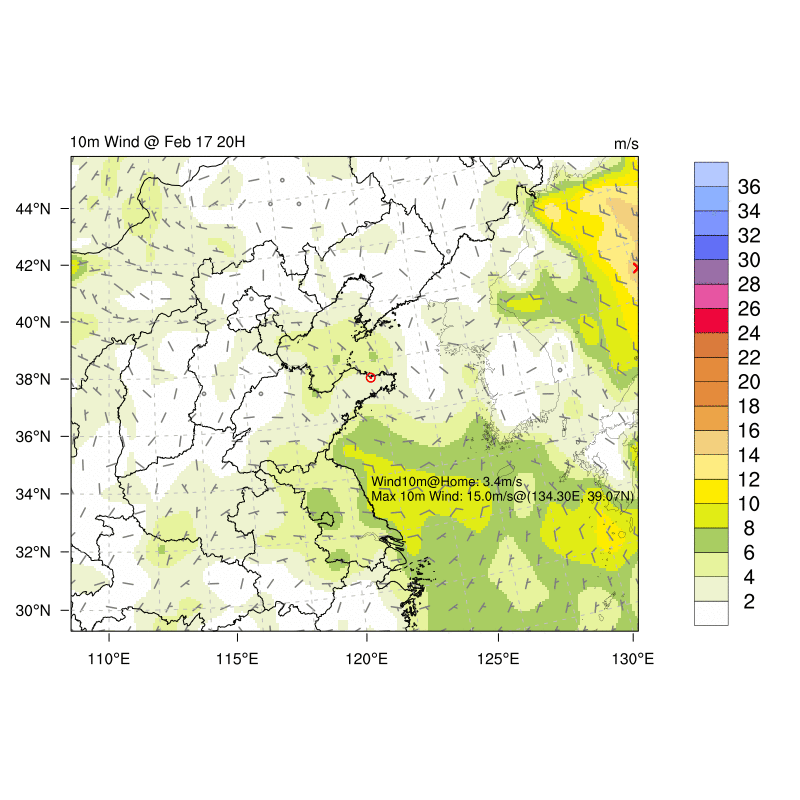 10m Wind @ Feb 17 20H
m/s
44°N
42°N
40°N
38°N
36°N
34°N
32°N
30°N
Wind10m@Home: 3.4m/s
Max 10m Wind: 15.0m/s@(134.30E, 39.07N)
110°E 115°E 120°E 125°E 130°E
36
34
32
30
28
26
24
22
20
18
16
14
12
10
8
6
4
2